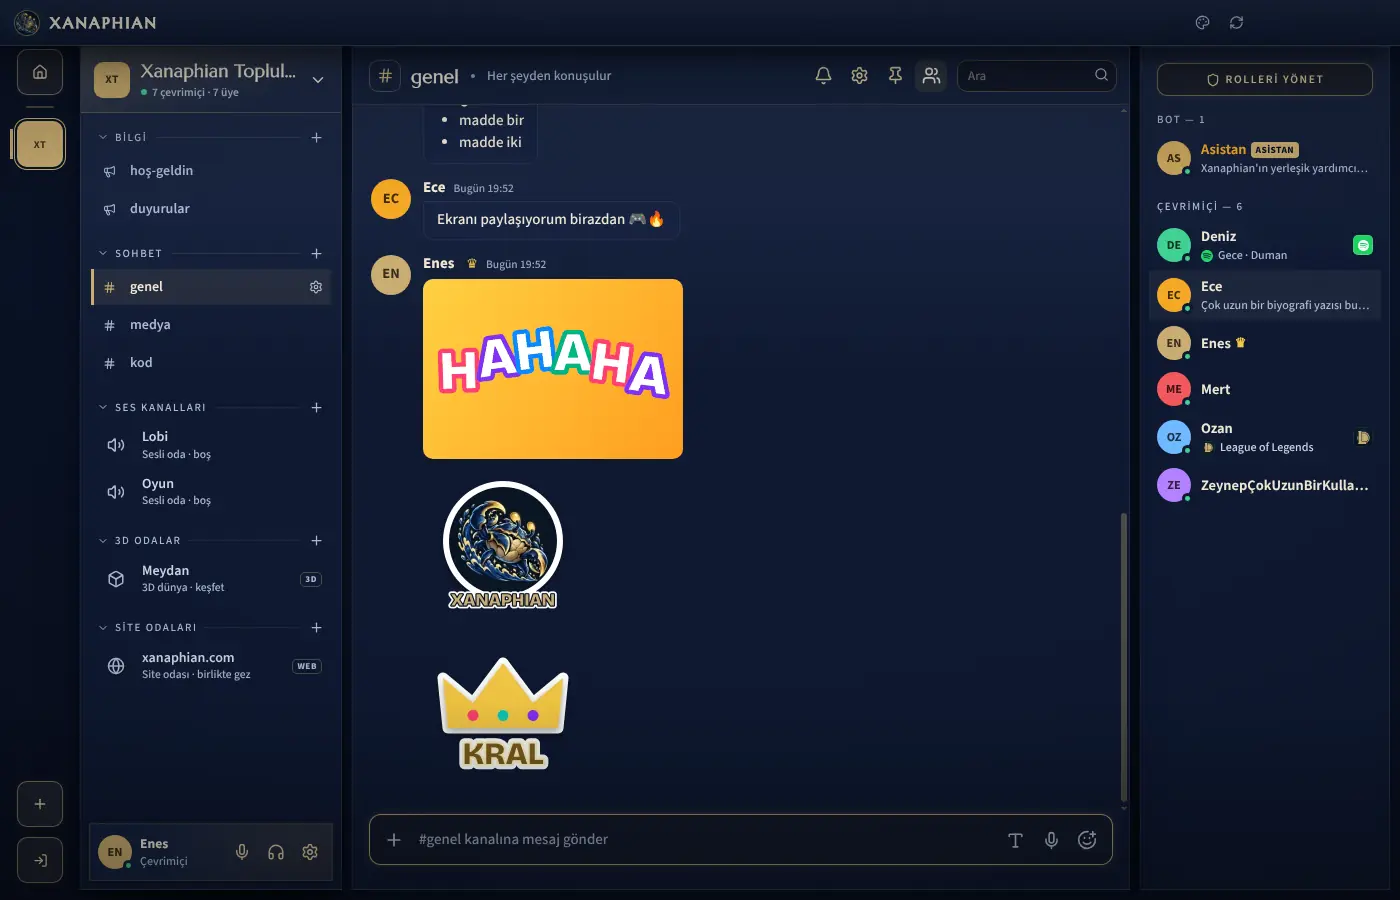 XANAPHIAN
XT
XT
Xanaphian Toplul...
7 çevrimiçi · 7 üye
BİLGİ
hoş-geldin
duyurular
SOHBET
# genel
# medya
# kod
SES KANALLARI
Lobi
Sesli oda · boş
Oyun
Sesli oda · boş
3D ODALAR
Meydan
3D dünya · keşfet
3D
SİTE ODALARI
xanaphian.com
Site odası · birlikte gez
WEB
EN
Enes
Çevrimiçi
# genel • Her şeyden konuşulur
Ara
• madde bir
• madde iki
EC
Ece Bugün 19:52
Ekranı paylaşıyorum birazdan 🎮🔥
EN
Enes Bugün 19:52
HAHAHA
XANAPHIAN
KRAL
#genel kanalına mesaj gönder
ROLLERİ YÖNET
BOT — 1
AS
Asistan ASİSTAN
Xanaphian'ın yerleşik yardımcı...
ÇEVRİMİÇİ — 6
DE
Deniz
Gece · Duman
EC
Ece
Çok uzun bir biyografi yazısı bu...
EN
Enes
ME
Mert
OZ
Ozan
League of Legends
ZE
ZeynepÇokUzunBirKulla...